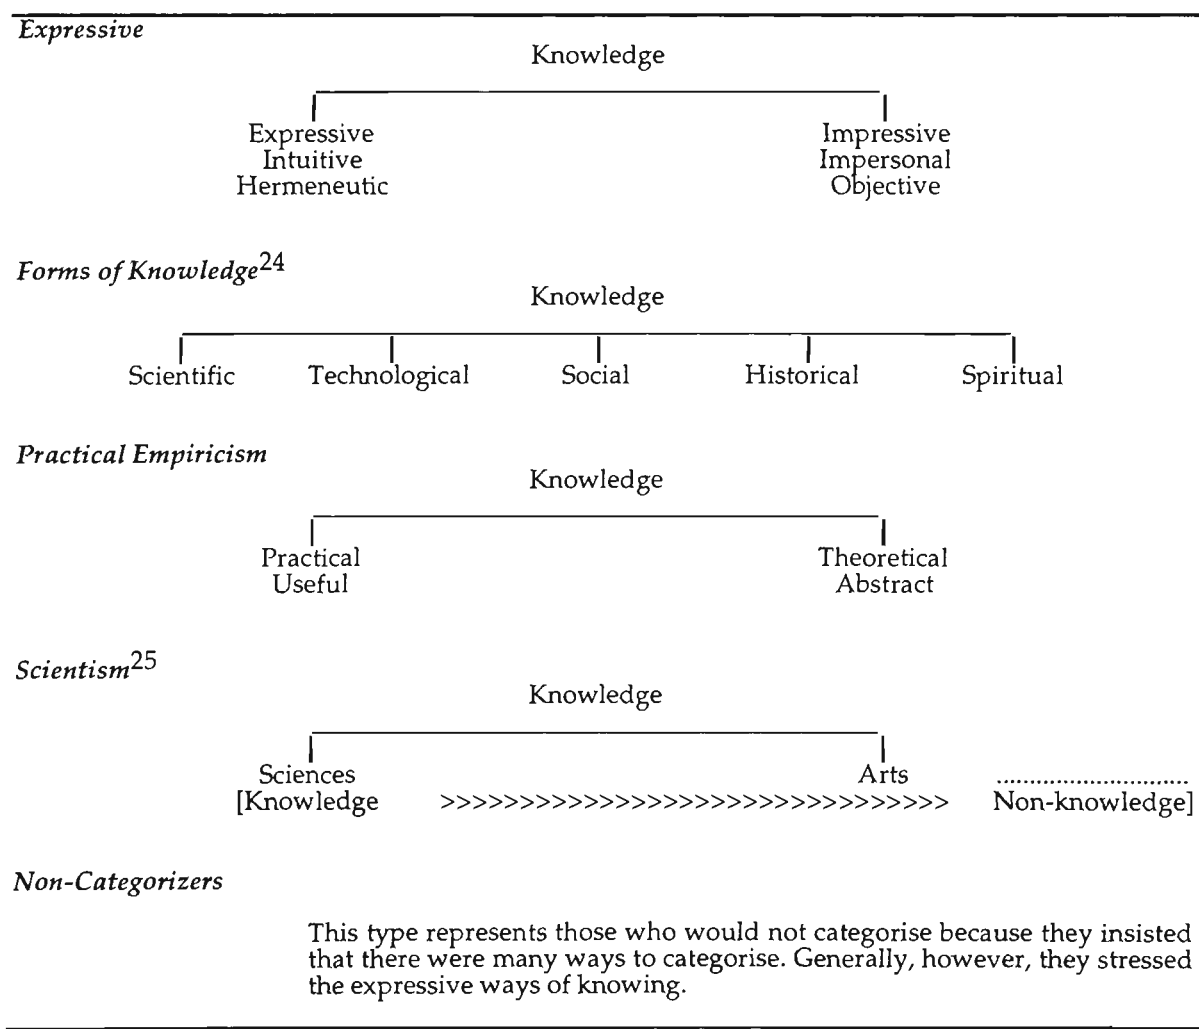 Expressive
Knowledge
Expressive Impressive
Intuitive Impersonal
Hermeneutic Objective
Forms of Knowledge24
Knowledge
Scientific Technological Social Historical Spiritual
Practical Empiricism
Knowledge
Practical Theoretical
Useful Abstract
Scientism25
Knowledge
Sciences Arts ............................
[Knowledge >>>>>>>>>>>>>>>>>>>>>>>>>>>>>>>>> Non-knowledge]
Non-Categorizers
This type represents those who would not categorise because they insisted
that there were many ways to categorise. Generally, however, they stressed
the expressive ways of knowing.